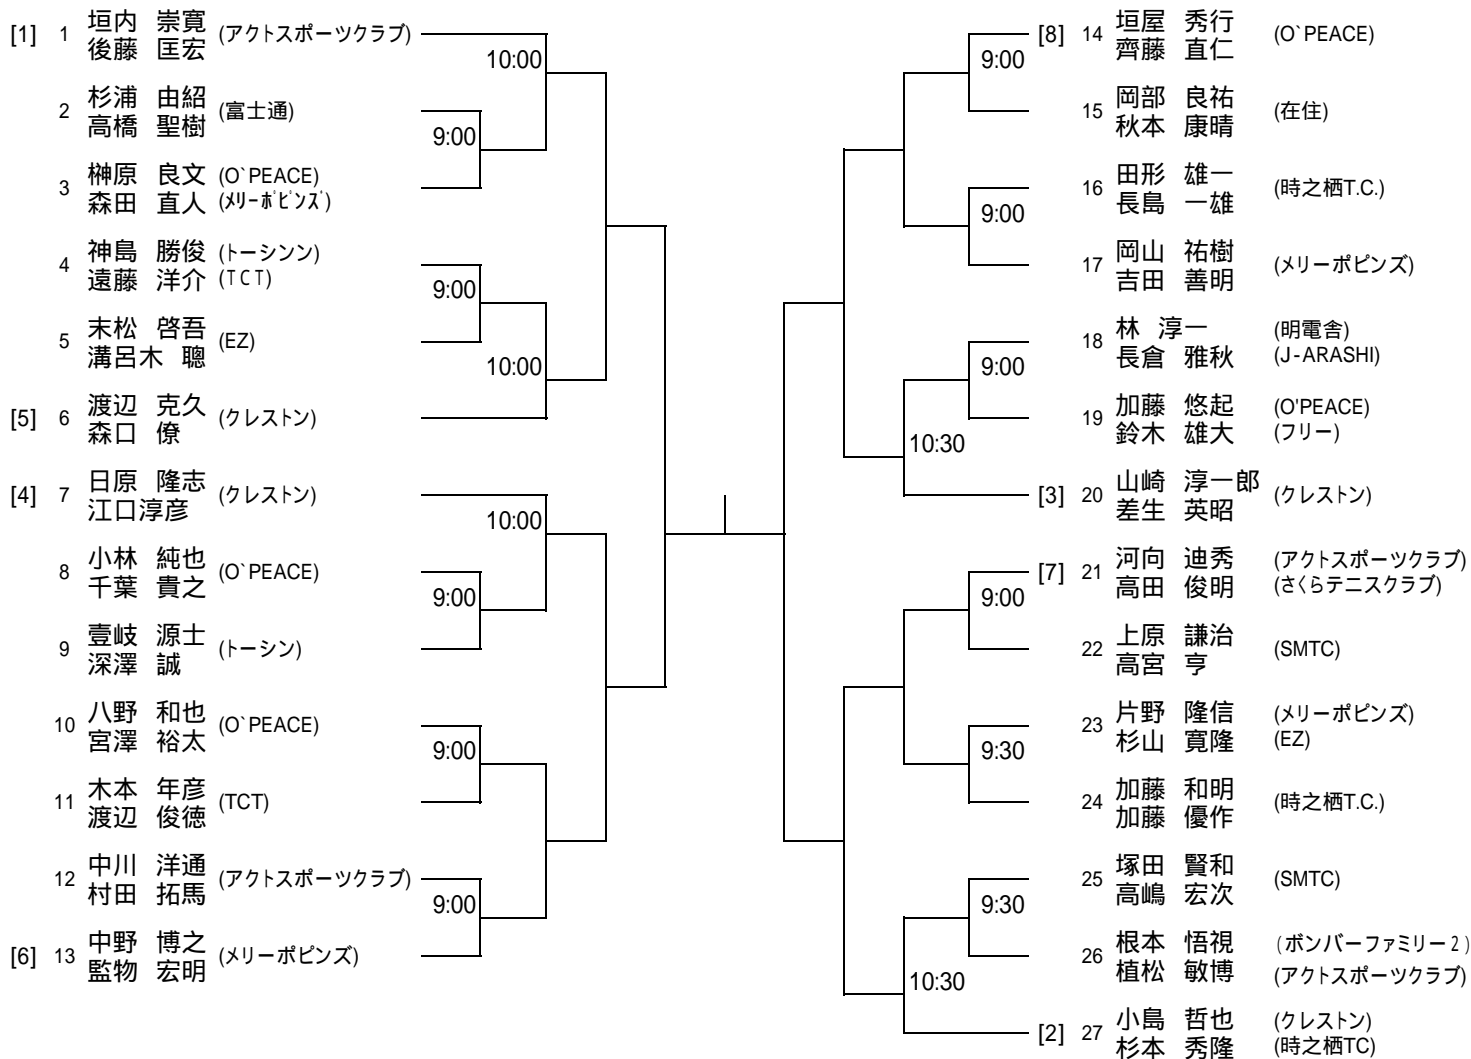 [1] 1 垣内 崇寛 (アクトスポーツクラブ)
後藤 匡宏
10:00
2 杉浦 由紹 (富士通)
高橋 聖樹
9:00
3 榊原 良文 (O`PEACE)
森田 直人 (ﾒﾘｰﾎﾟﾋﾟﾝｽﾞ)
4 神島 勝俊 (トーシンン)
遠藤 洋介 (TCT)
9:00
5 末松 啓吾 (EZ)
溝呂木 聰
10:00
[5] 6 渡辺 克久 (クレストン)
森口 僚
[4] 7 日原 隆志 (クレストン)
江口淳彦
10:00
8 小林 純也 (O`PEACE)
千葉 貴之
9:00
9 壹岐 源士 (トーシン)
深澤 誠
10 八野 和也 (O`PEACE)
宮澤 裕太
9:00
11 木本 年彦 (TCT)
渡辺 俊徳
12 中川 洋通 (アクトスポーツクラブ)
村田 拓馬
9:00
[6] 13 中野 博之 (メリーポピンズ)
監物 宏明
[8] 14 垣屋 秀行 (O`PEACE)
齊藤 直仁
9:00
15 岡部 良祐 (在住)
秋本 康晴
16 田形 雄一 (時之栖T.C.)
長島 一雄
9:00
17 岡山 祐樹 (メリーポピンズ)
吉田 善明
18 林 淳一 (明電舎)
長倉 雅秋 (J-ARASHI)
9:00
19 加藤 悠起 (O'PEACE)
鈴木 雄大 (フリー)
10:30
[3] 20 山崎 淳一郎 (クレストン)
差生 英昭
[7] 21 河向 迪秀 (アクトスポーツクラブ)
高田 俊明 (さくらテニスクラブ)
9:00
22 上原 謙治 (SMTC)
高宮 亨
23 片野 隆信 (メリーポピンズ)
杉山 寛隆 (EZ)
9:30
24 加藤 和明 (時之栖T.C.)
加藤 優作
25 塚田 賢和 (SMTC)
高嶋 宏次
9:30
26 根本 悟視 (ボンバーファミリー2)
植松 敏博 (アクトスポーツクラブ)
10:30
[2] 27 小島 哲也 (クレストン)
杉本 秀隆 (時之栖TC)